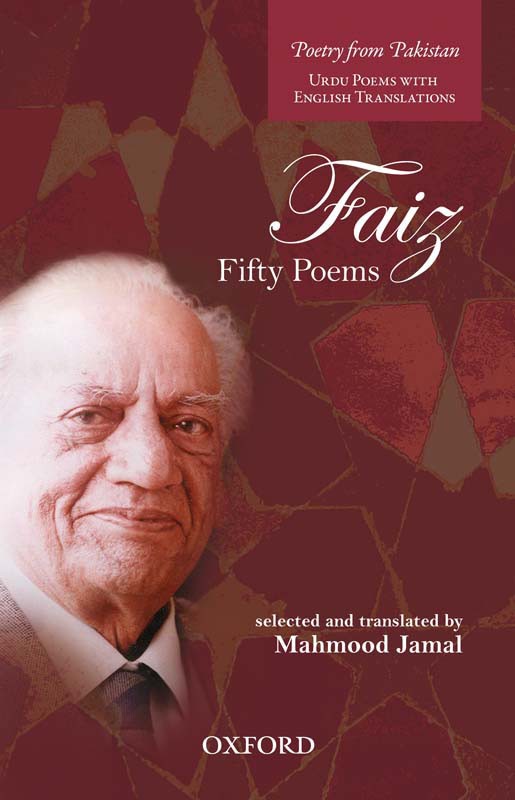 Poetry from Pakistan
URDU POEMS WITH
ENGLISH TRANSLATIONS
Faiz
Fifty Poems
selected and translated by
Mahmood Jamal
OXFORD